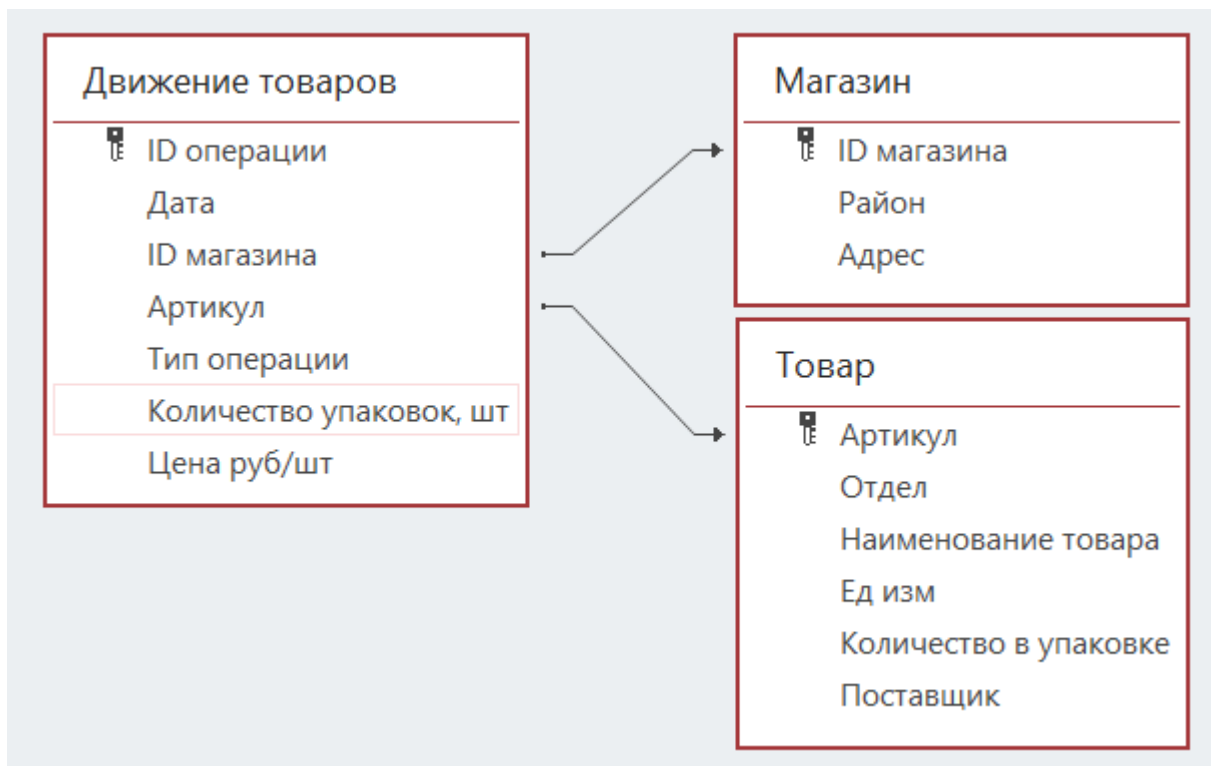 Движение товаров
ID операции
Дата
ID магазина
Артикул
Тип операции
Количество упаковок, шт
Цена руб/шт
Магазин
ID магазина
Район
Адрес
Товар
Артикул
Отдел
Наименование товара
Ед изм
Количество в упаковке
Поставщик